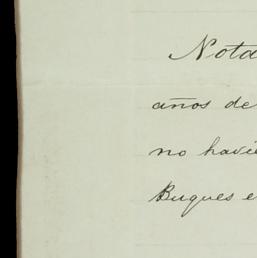 Nota
años de
no havie
Buques e